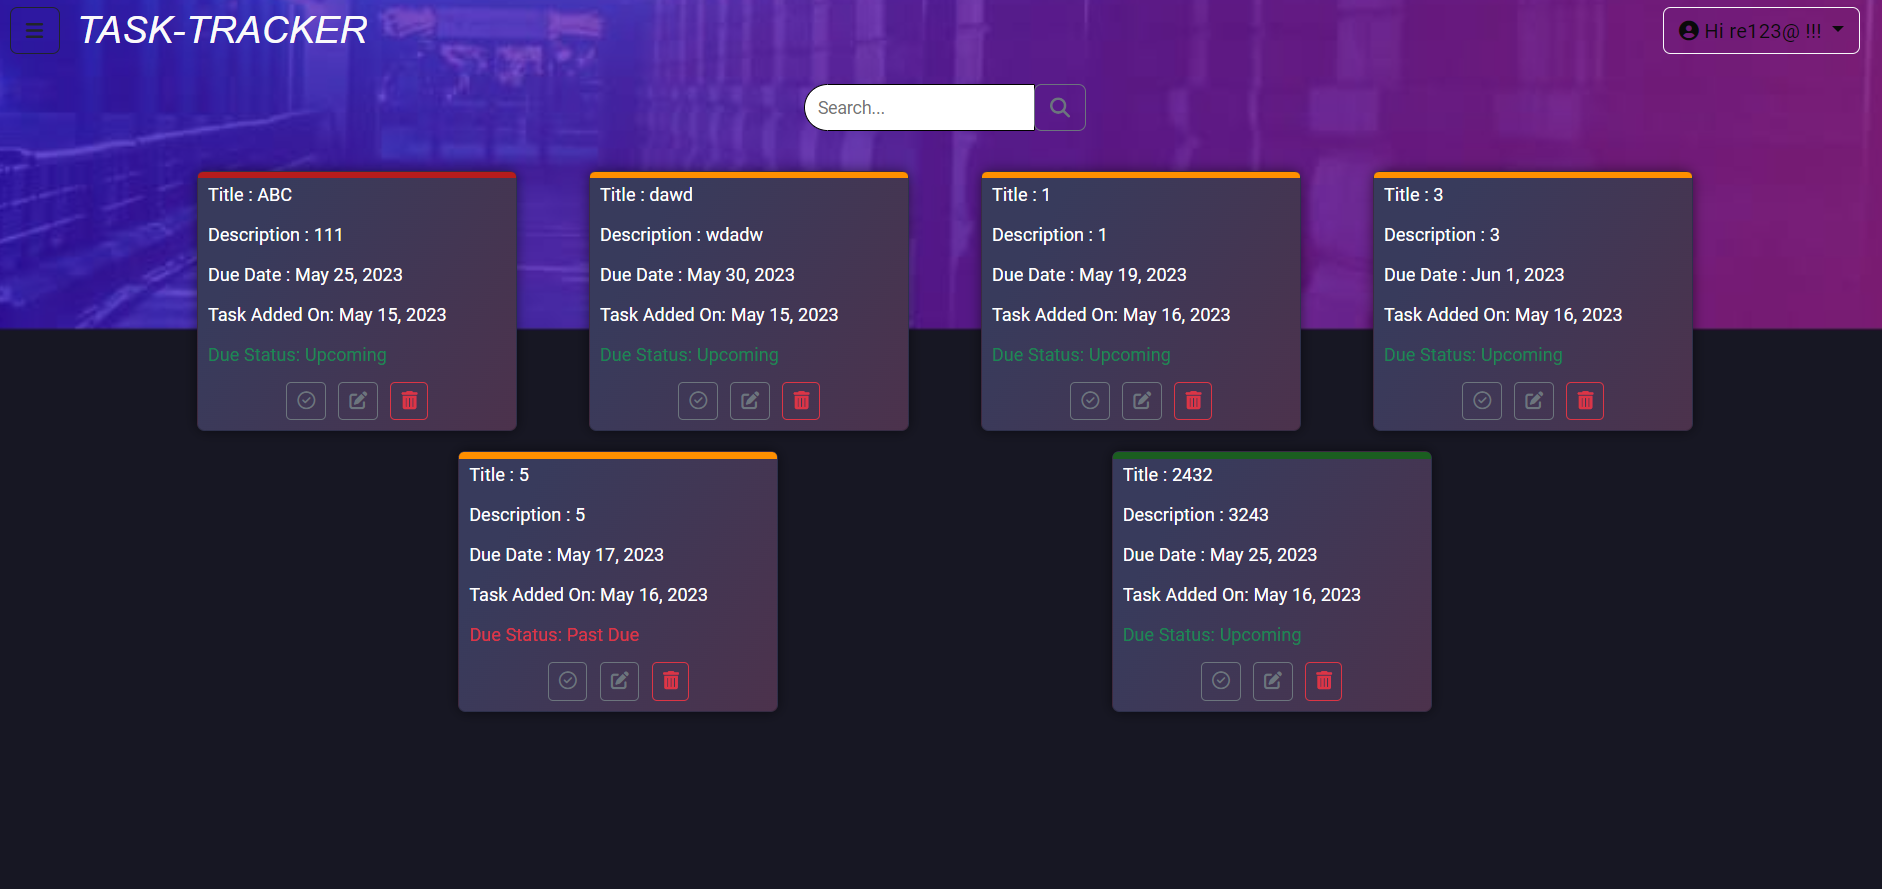 TASK-TRACKER
Hi re123@ !!!
Search...
Title : ABC
Description : 111
Due Date : May 25, 2023
Task Added On: May 15, 2023
Due Status: Upcoming
Title : dawd
Description : wdadw
Due Date : May 30, 2023
Task Added On: May 15, 2023
Due Status: Upcoming
Title : 1
Description : 1
Due Date : May 19, 2023
Task Added On: May 16, 2023
Due Status: Upcoming
Title : 3
Description : 3
Due Date : Jun 1, 2023
Task Added On: May 16, 2023
Due Status: Upcoming
Title : 5
Description : 5
Due Date : May 17, 2023
Task Added On: May 16, 2023
Due Status: Past Due
Title : 2432
Description : 3243
Due Date : May 25, 2023
Task Added On: May 16, 2023
Due Status: Upcoming